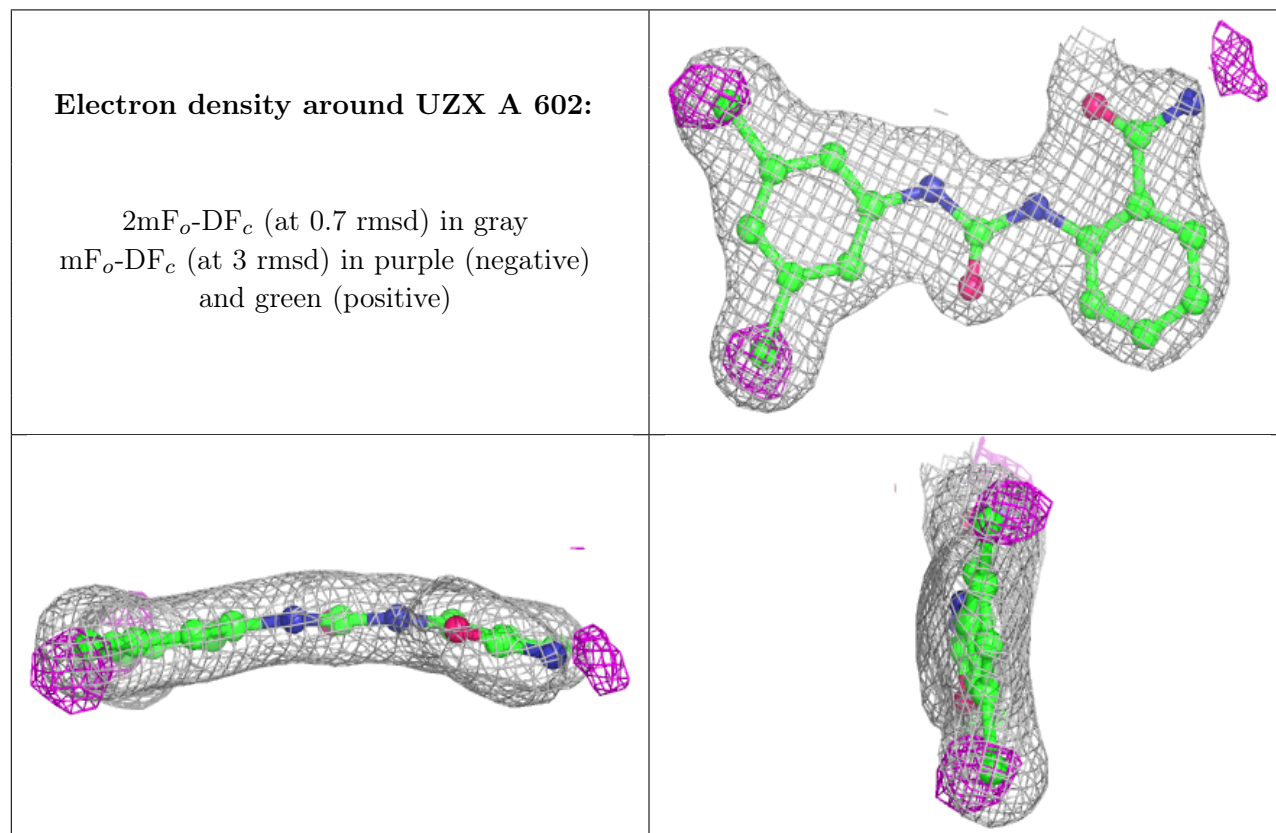 Electron density around UZX A 602:
2mFₒ-DF𝒸 (at 0.7 rmsd) in gray
mFₒ-DF𝒸 (at 3 rmsd) in purple (negative)
and green (positive)